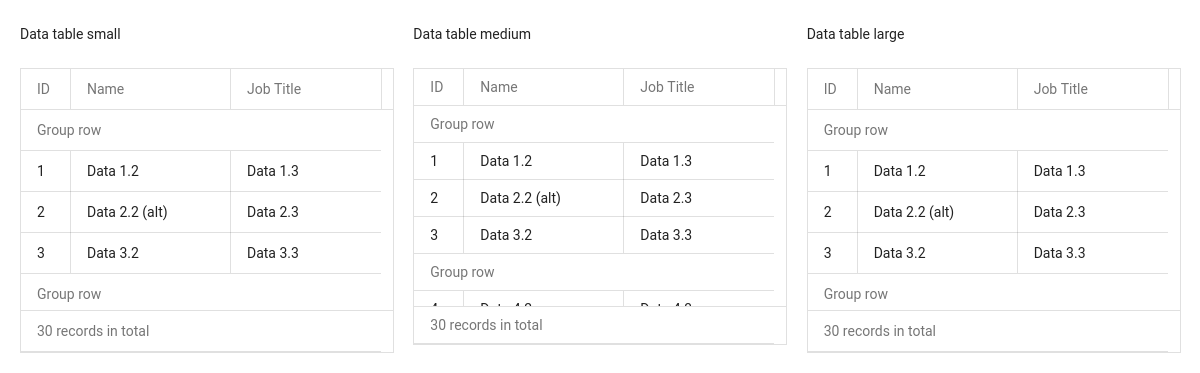 Data table small
ID Name Job Title
Group row
1 Data 1.2 Data 1.3
2 Data 2.2 (alt) Data 2.3
3 Data 3.2 Data 3.3
Group row
30 records in total
Data table medium
ID Name Job Title
Group row
1 Data 1.2 Data 1.3
2 Data 2.2 (alt) Data 2.3
3 Data 3.2 Data 3.3
Group row
30 records in total
Data table large
ID Name Job Title
Group row
1 Data 1.2 Data 1.3
2 Data 2.2 (alt) Data 2.3
3 Data 3.2 Data 3.3
Group row
30 records in total